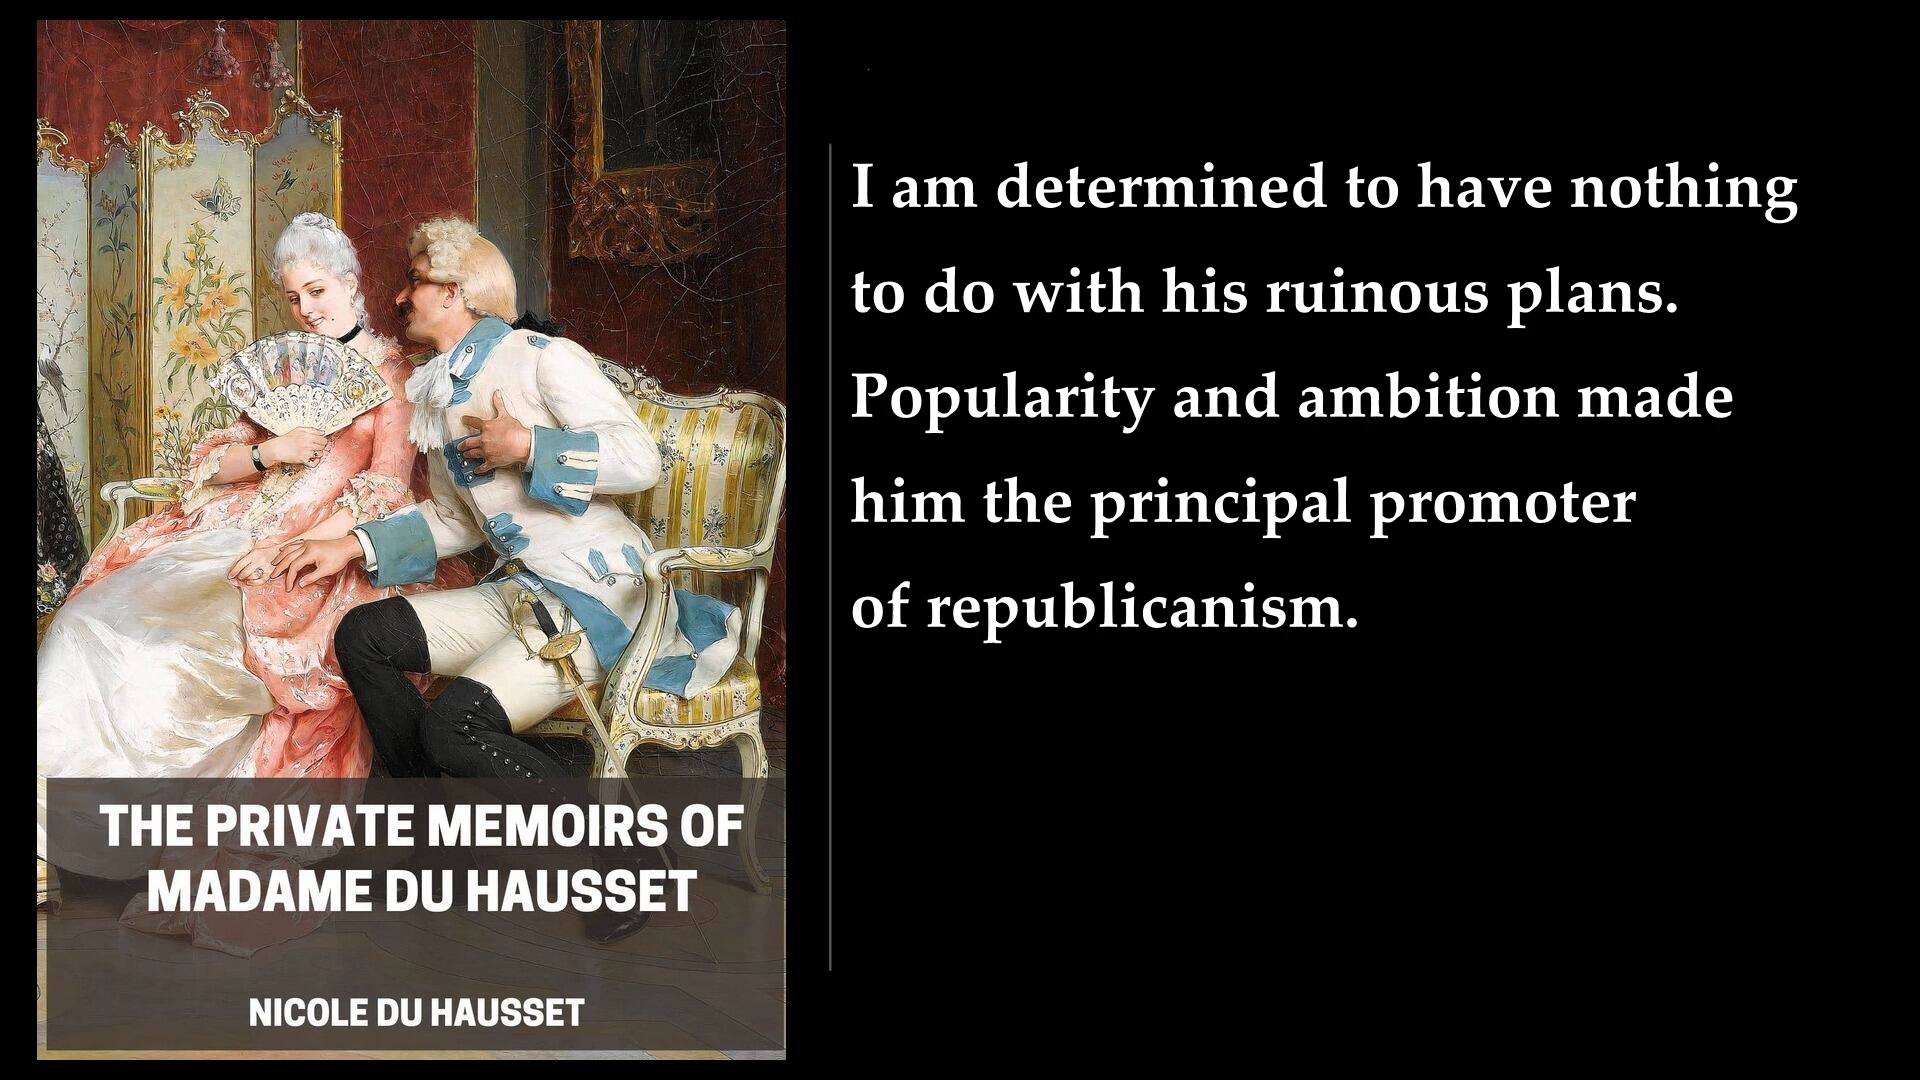 THE PRIVATE MEMOIRS OF
MADAME DU HAUSSET
NICOLE DU HAUSSET
I am determined to have nothing
to do with his ruinous plans.
Popularity and ambition made
him the principal promoter
of republicanism.